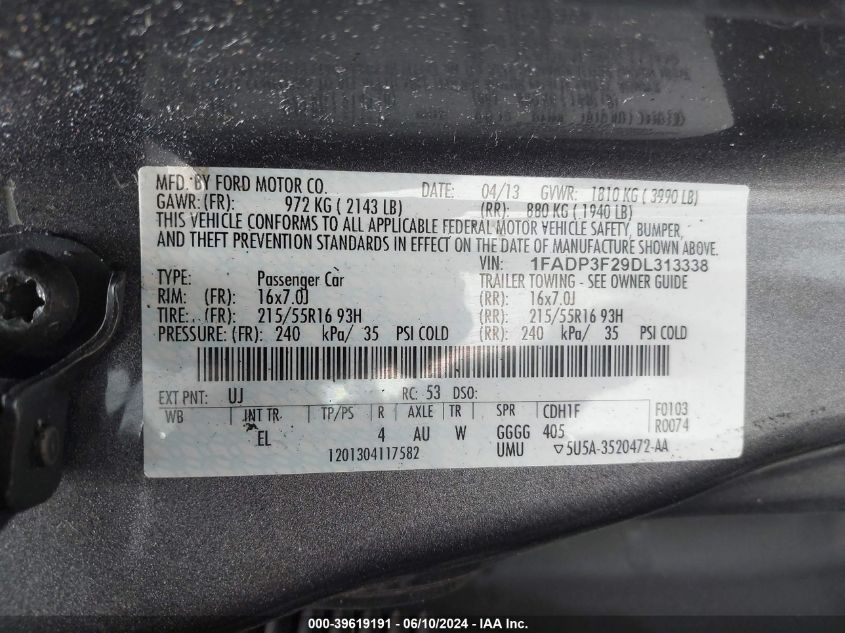 MFD. BY FORD MOTOR CO. DATE: 04/13 GVWR: 1810 KG ( 3990 LB)
GAWR: (FR): 972 KG ( 2143 LB) (RR): 880 KG ( 1940 LB)
THIS VEHICLE CONFORMS TO ALL APPLICABLE FEDERAL MOTOR VEHICLE SAFETY, BUMPER,
AND THEFT PREVENTION STANDARDS IN EFFECT ON THE DATE OF MANUFACTURE SHOWN ABOVE.
VIN: 1FADP3F29DL313338
TYPE: Passenger Car TRAILER TOWING - SEE OWNER GUIDE
RIM: (FR): 16x7.0J (RR): 16x7.0J
TIRE: (FR): 215/55R16 93H (RR): 215/55R16 93H
PRESSURE: (FR): 240 kPa/ 35 PSI COLD (RR): 240 kPa/ 35 PSI COLD
EXT PNT: UJ RC: 53 DSO:
WB INT TR TP/PS R AXLE TR SPR CDH1F F0103
EL 4 AU W GGGG 405 R0074
1201304117582 UMU ▽5U5A-3520472-AA
000-39619191 - 06/10/2024 - IAA Inc.